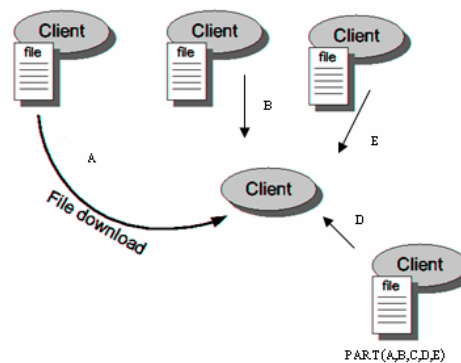 Client
file
Client
file
Client
file
B
A
E
Client
File download
D
Client
file
PART(A,B,C,D,E)